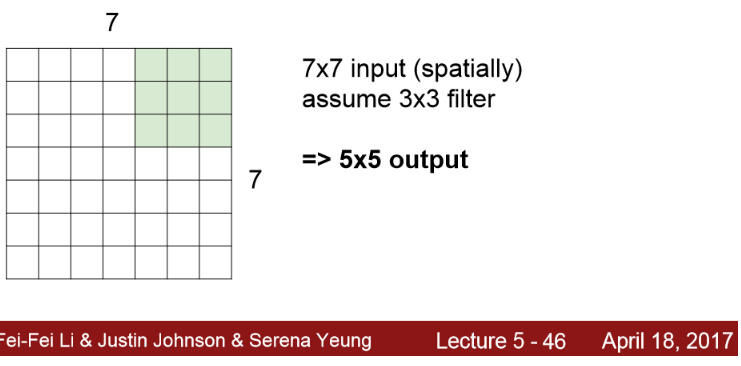 7
7x7 input (spatially)
assume 3x3 filter
=> 5x5 output
7
Fei-Fei Li & Justin Johnson & Serena Yeung Lecture 5 - 46 April 18, 2017